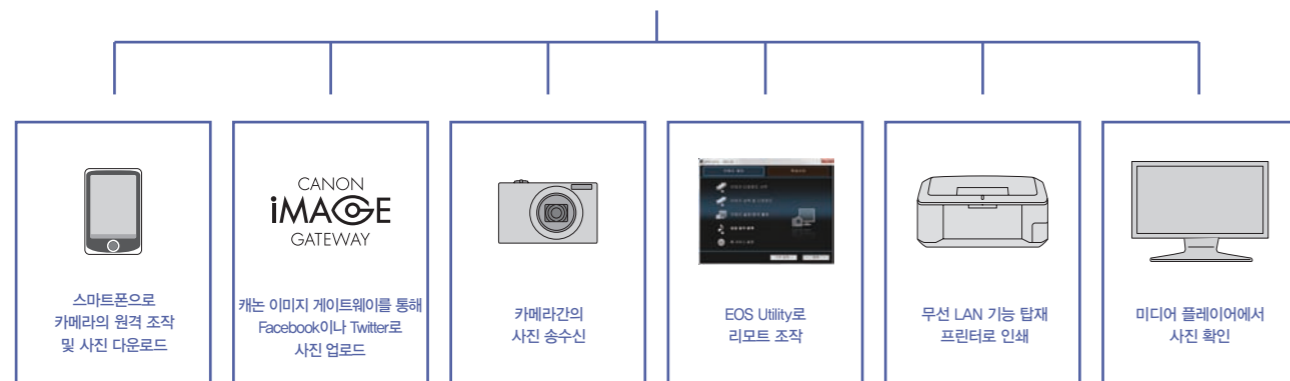 스마트폰으로
카메라의 원격 조작
및 사진 다운로드
CANON
iMAGE
GATEWAY
캐논 이미지 게이트웨이를 통해
Facebook이나 Twitter로
사진 업로드
카메라간의
사진 송수신
EOS Utility로
리모트 조작
무선 LAN 기능 탑재
프린터로 인쇄
미디어 플레이어에서
사진 확인